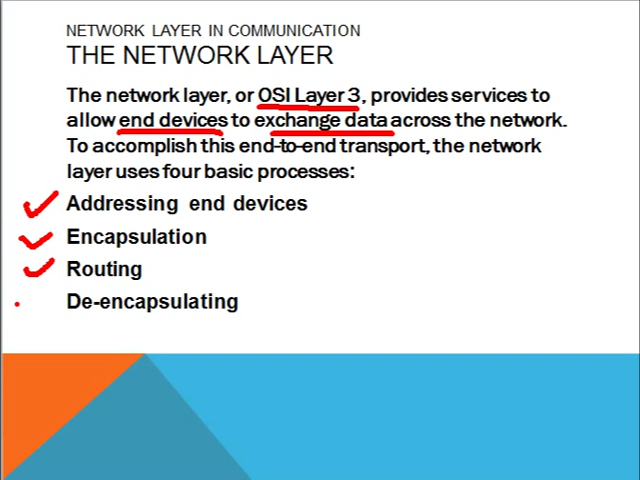 NETWORK LAYER IN COMMUNICATION
THE NETWORK LAYER
The network layer, or OSI Layer 3, provides services to
allow end devices to exchange data across the network.
To accomplish this end-to-end transport, the network
layer uses four basic processes:
Addressing end devices
Encapsulation
Routing
De-encapsulating